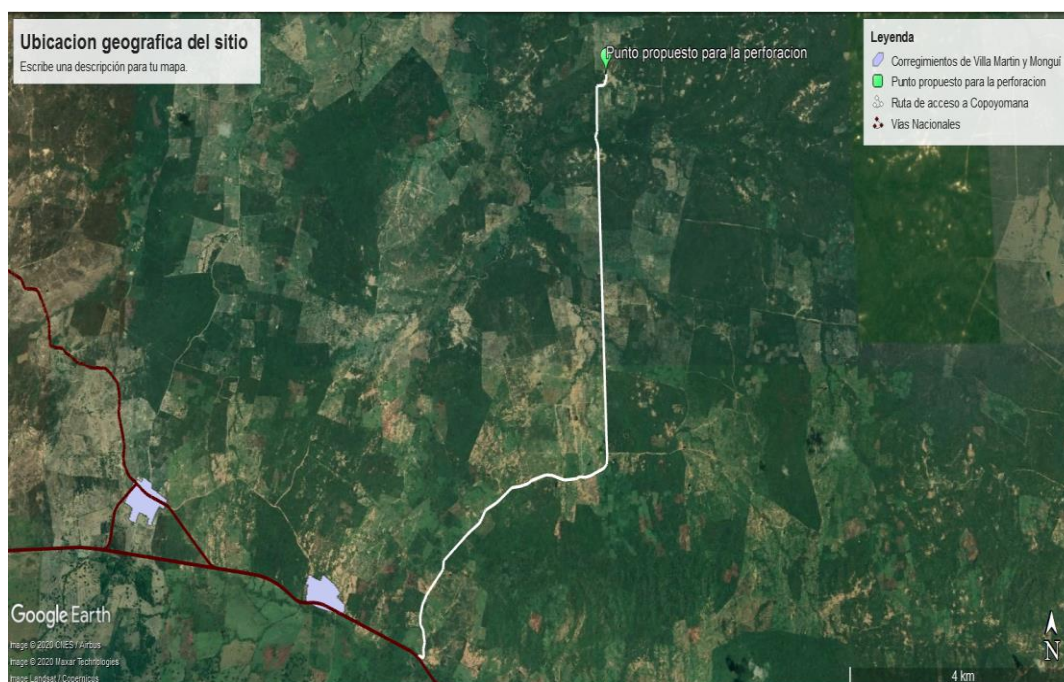 Ubicacion geografica del sitio
Escribe una descripción para tu mapa.
Punto propuesto para la perforacion
Leyenda
Corregimientos de Villa Martin y Monguí
Punto propuesto para la perforacion
Ruta de acceso a Copoyomana
Vías Nacionales
Google Earth
Image © 2020 CNES / Airbus
Image © 2020 Maxar Technologies
Image Landsat / Copernicus
N
4 km